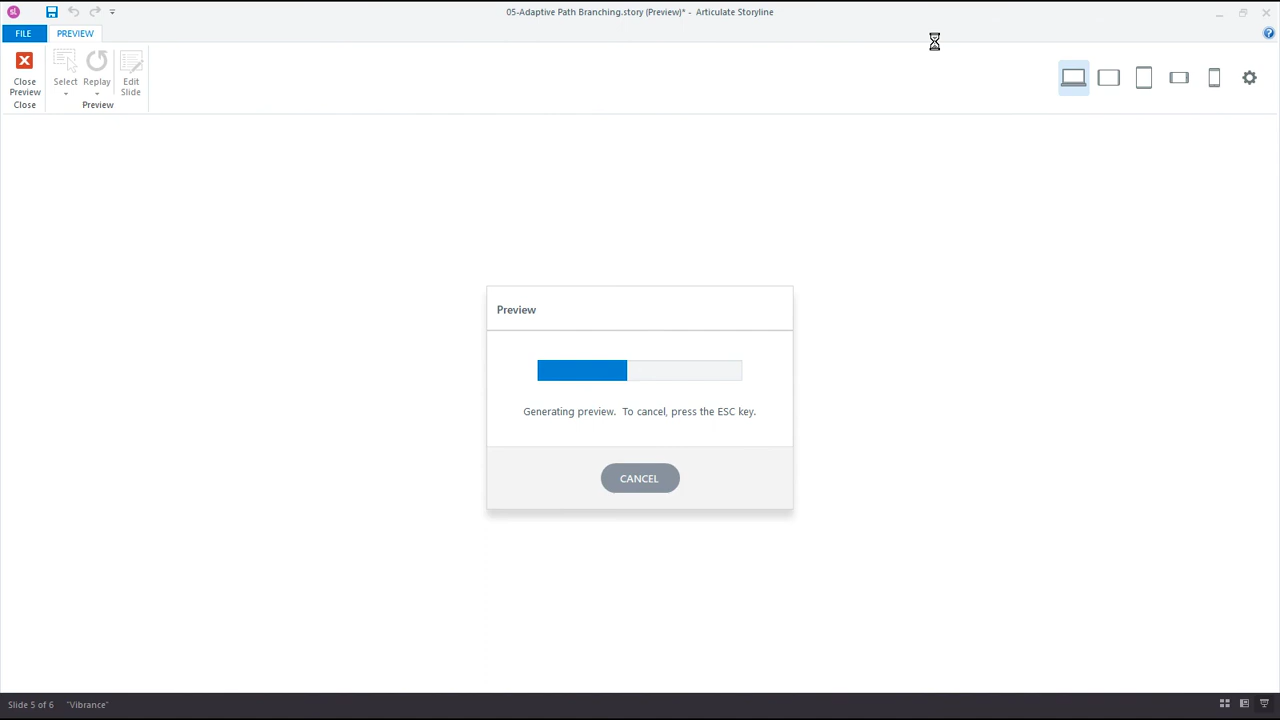 sl
05-Adaptive Path Branching.story (Preview)* - Articulate Storyline
FILE
PREVIEW
?
Close Preview
Select
Replay
Edit Slide
Close
Preview
Preview
Generating preview. To cancel, press the ESC key.
CANCEL
Slide 5 of 6
"Vibrance"